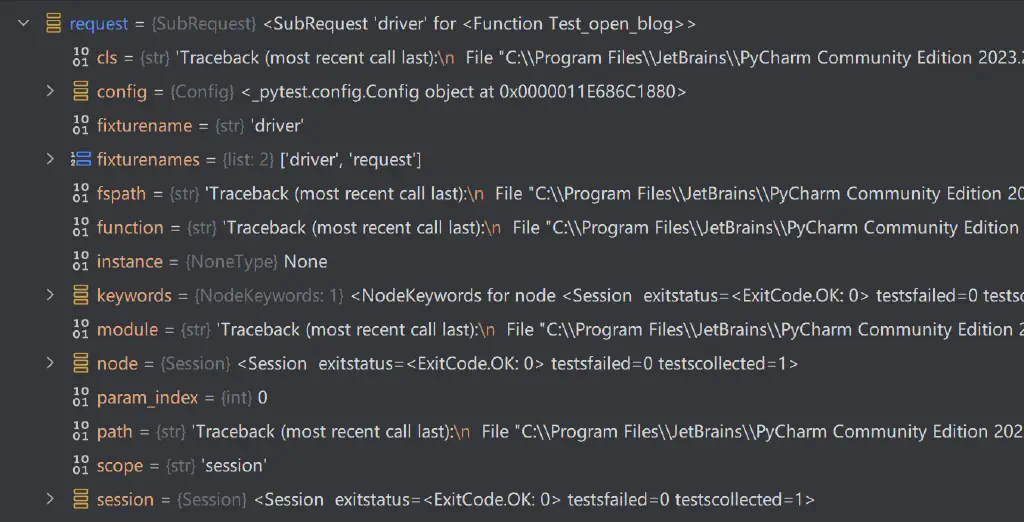 request = {SubRequest} <SubRequest 'driver' for <Function Test_open_blog>>
cls = {str} 'Traceback (most recent call last):\n  File "C:\\Program Files\\JetBrains\\PyCharm Community Edition 2023.2
config = {Config} <_pytest.config.Config object at 0x0000011E686C1880>
fixturename = {str} 'driver'
fixturenames = {list: 2} ['driver', 'request']
fspath = {str} 'Traceback (most recent call last):\n  File "C:\\Program Files\\JetBrains\\PyCharm Community Edition 20
function = {str} 'Traceback (most recent call last):\n  File "C:\\Program Files\\JetBrains\\PyCharm Community Edition
instance = {NoneType} None
keywords = {NodeKeywords: 1} <NodeKeywords for node <Session  exitstatus=<ExitCode.OK: 0> testsfailed=0 testsc
module = {str} 'Traceback (most recent call last):\n  File "C:\\Program Files\\JetBrains\\PyCharm Community Edition 2
node = {Session} <Session  exitstatus=<ExitCode.OK: 0> testsfailed=0 testscollected=1>
param_index = {int} 0
path = {str} 'Traceback (most recent call last):\n  File "C:\\Program Files\\JetBrains\\PyCharm Community Edition 202
scope = {str} 'session'
session = {Session} <Session  exitstatus=<ExitCode.OK: 0> testsfailed=0 testscollected=1>